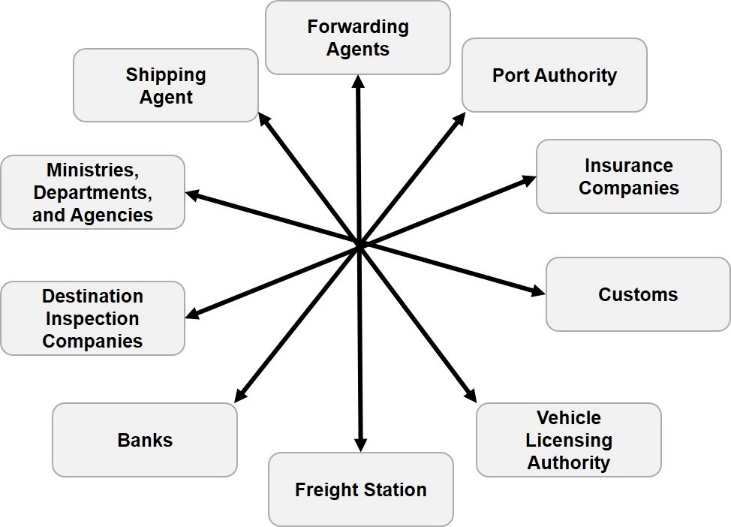 Forwarding
Agents
Port Authority
Insurance
Companies
Customs
Vehicle
Licensing
Authority
Freight Station
Banks
Destination
Inspection
Companies
Ministries,
Departments,
and Agencies
Shipping
Agent